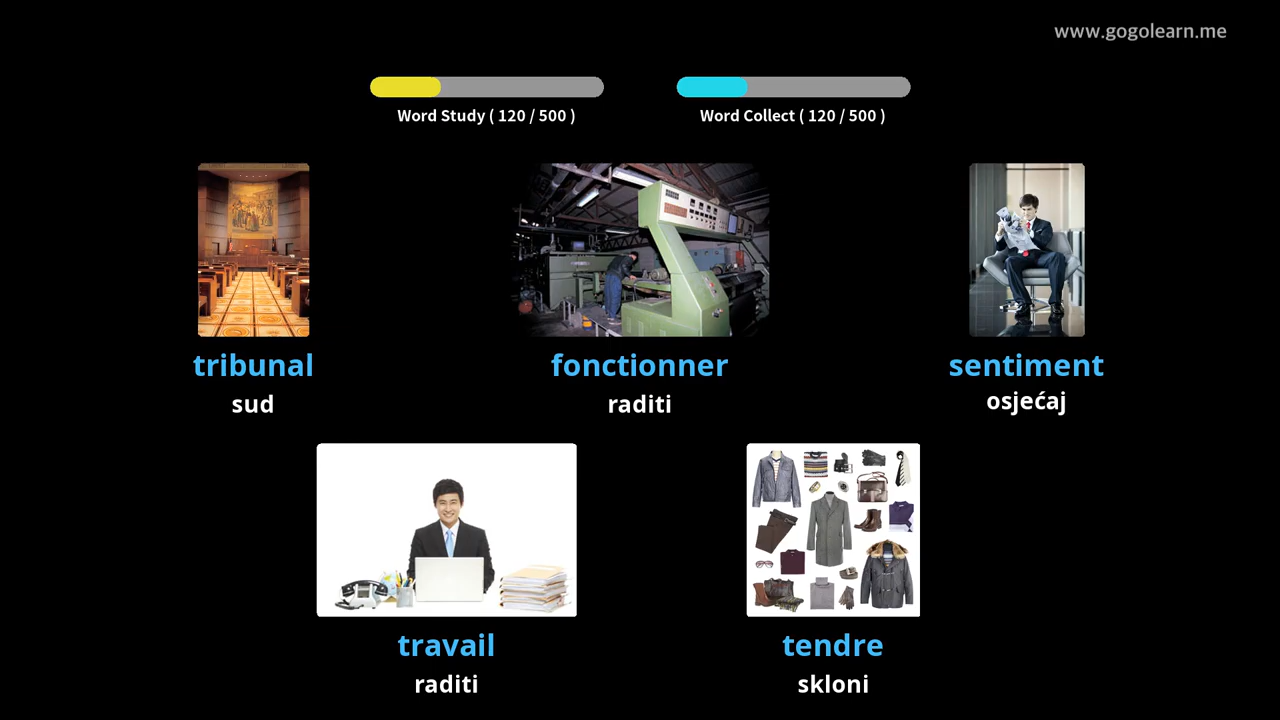 www.gogolearn.me
Word Study ( 120 / 500 )
Word Collect ( 120 / 500 )
tribunal
sud
fonctionner
raditi
sentiment
osjećaj
travail
raditi
tendre
skloni